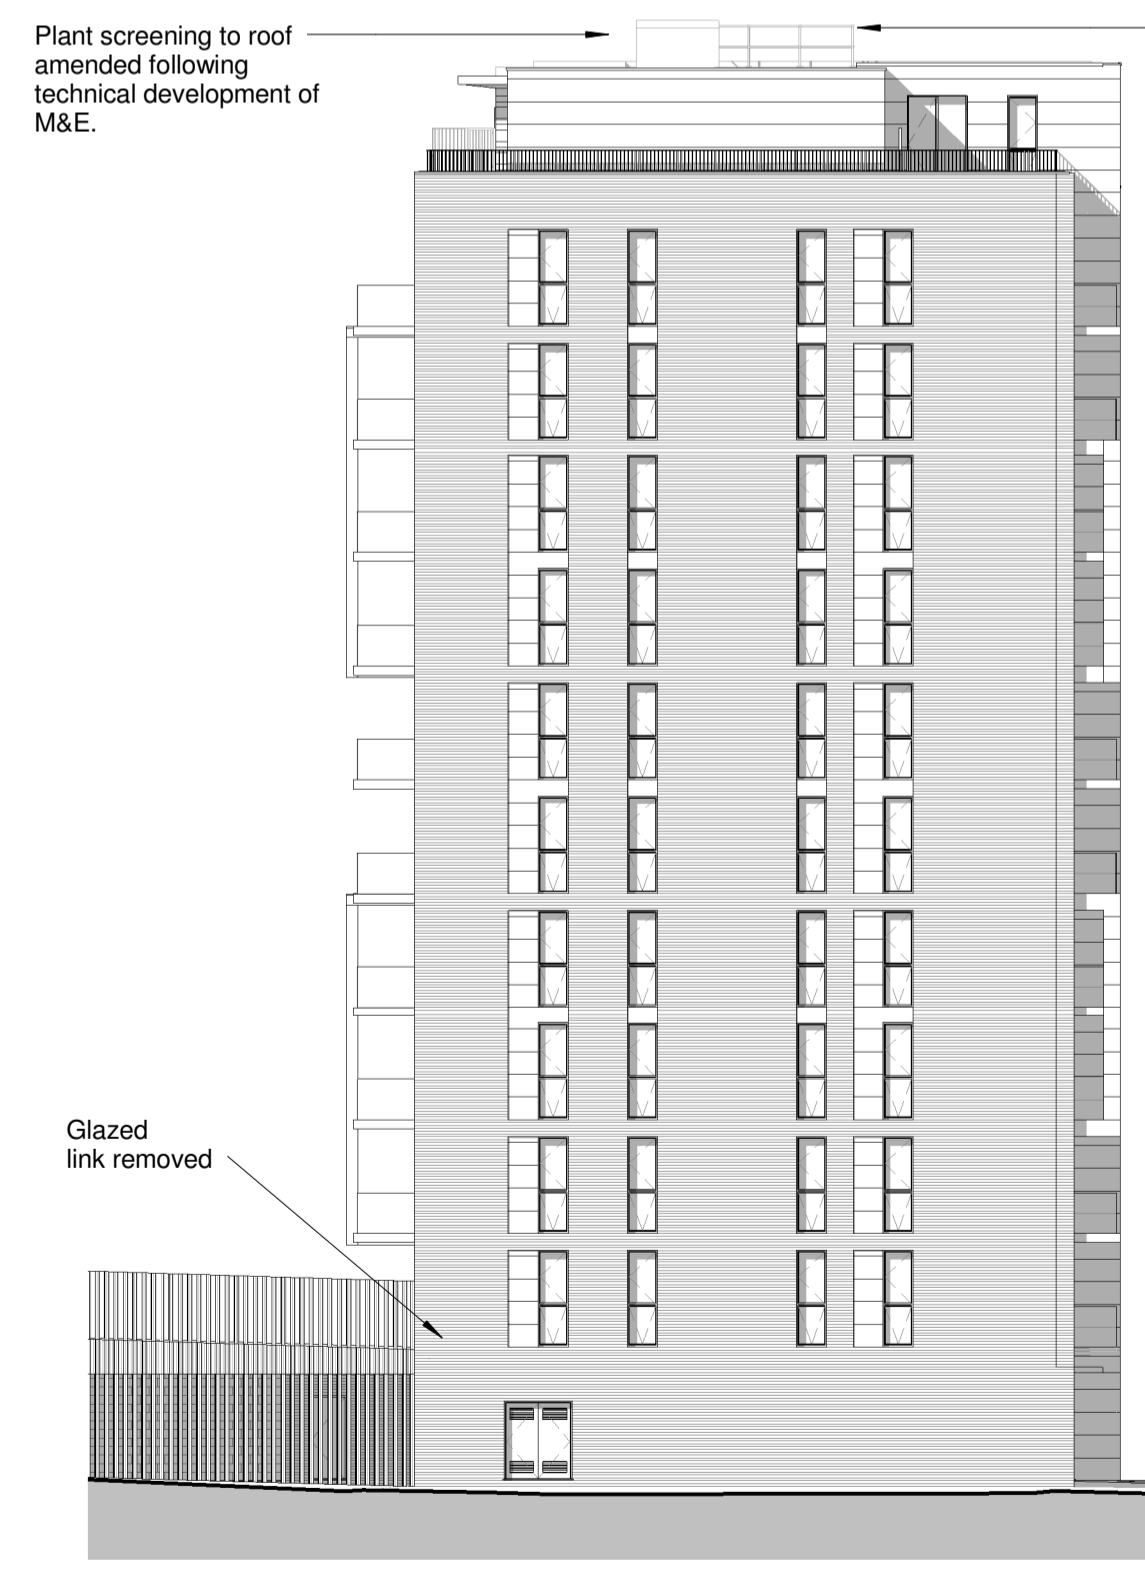 Plant screening to roof
amended following
technical development of
M&E.
Glazed
link removed